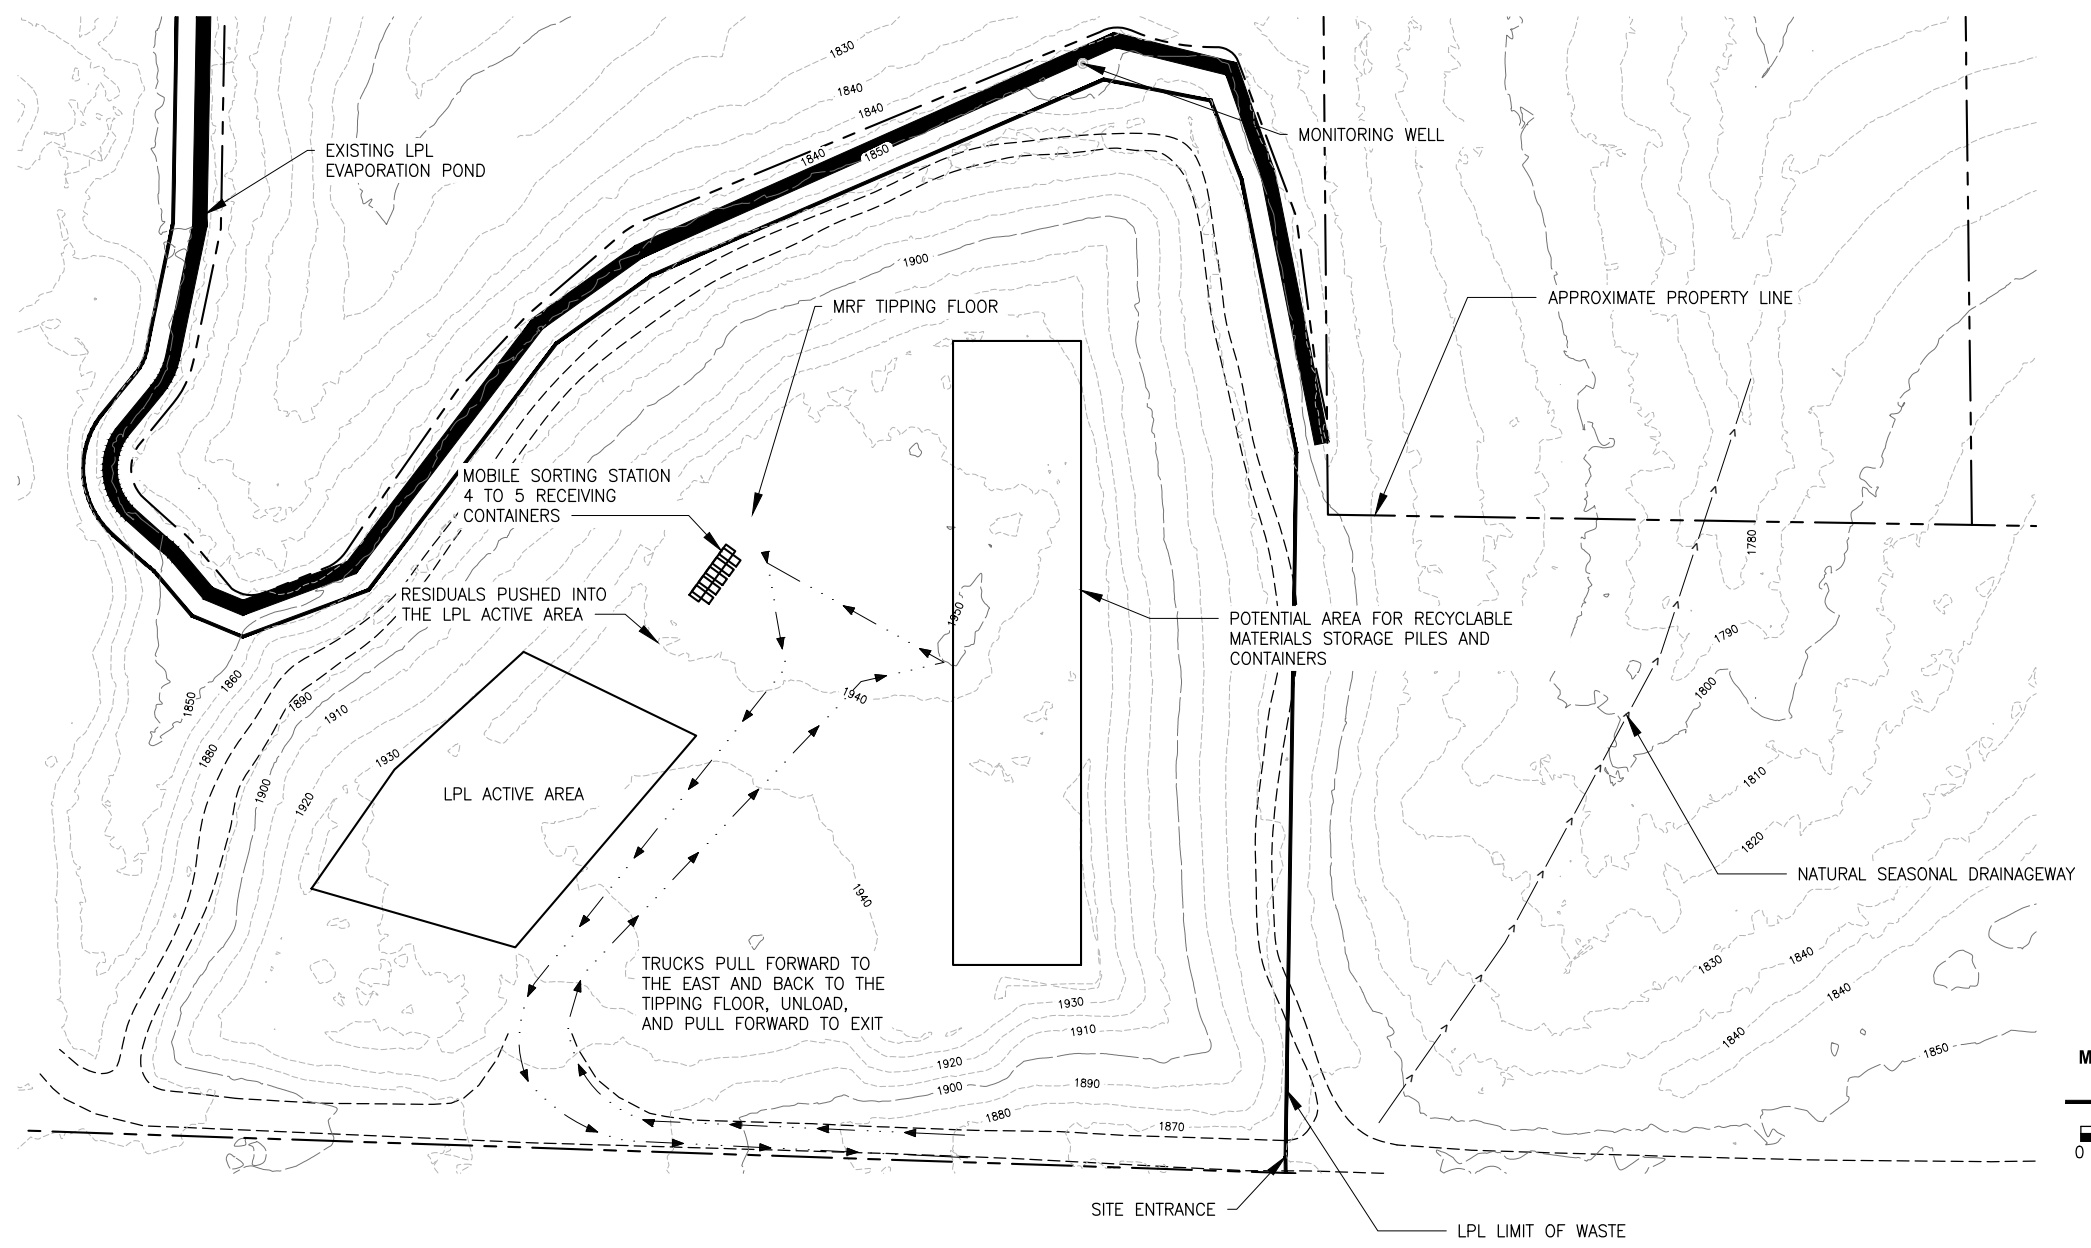 1830
1840
1840
1840
1850
MONITORING WELL
EXISTING LPL
EVAPORATION POND
1900
MRF TIPPING FLOOR
APPROXIMATE PROPERTY LINE
MOBILE SORTING STATION
4 TO 5 RECEIVING
CONTAINERS
1780
RESIDUALS PUSHED INTO
THE LPL ACTIVE AREA
1950
POTENTIAL AREA FOR RECYCLABLE
MATERIALS STORAGE PILES AND
CONTAINERS
1790
1860
1850
1890
1910
1940
1800
1880
1930
1900
1920
LPL ACTIVE AREA
1810
1820
1940
NATURAL SEASONAL DRAINAGEWAY
TRUCKS PULL FORWARD TO
THE EAST AND BACK TO THE
TIPPING FLOOR, UNLOAD,
AND PULL FORWARD TO EXIT
1830
1840
1840
1840
1850
1930
1910
1920
1900
1890
1880
1870
M
0
SITE ENTRANCE
LPL LIMIT OF WASTE